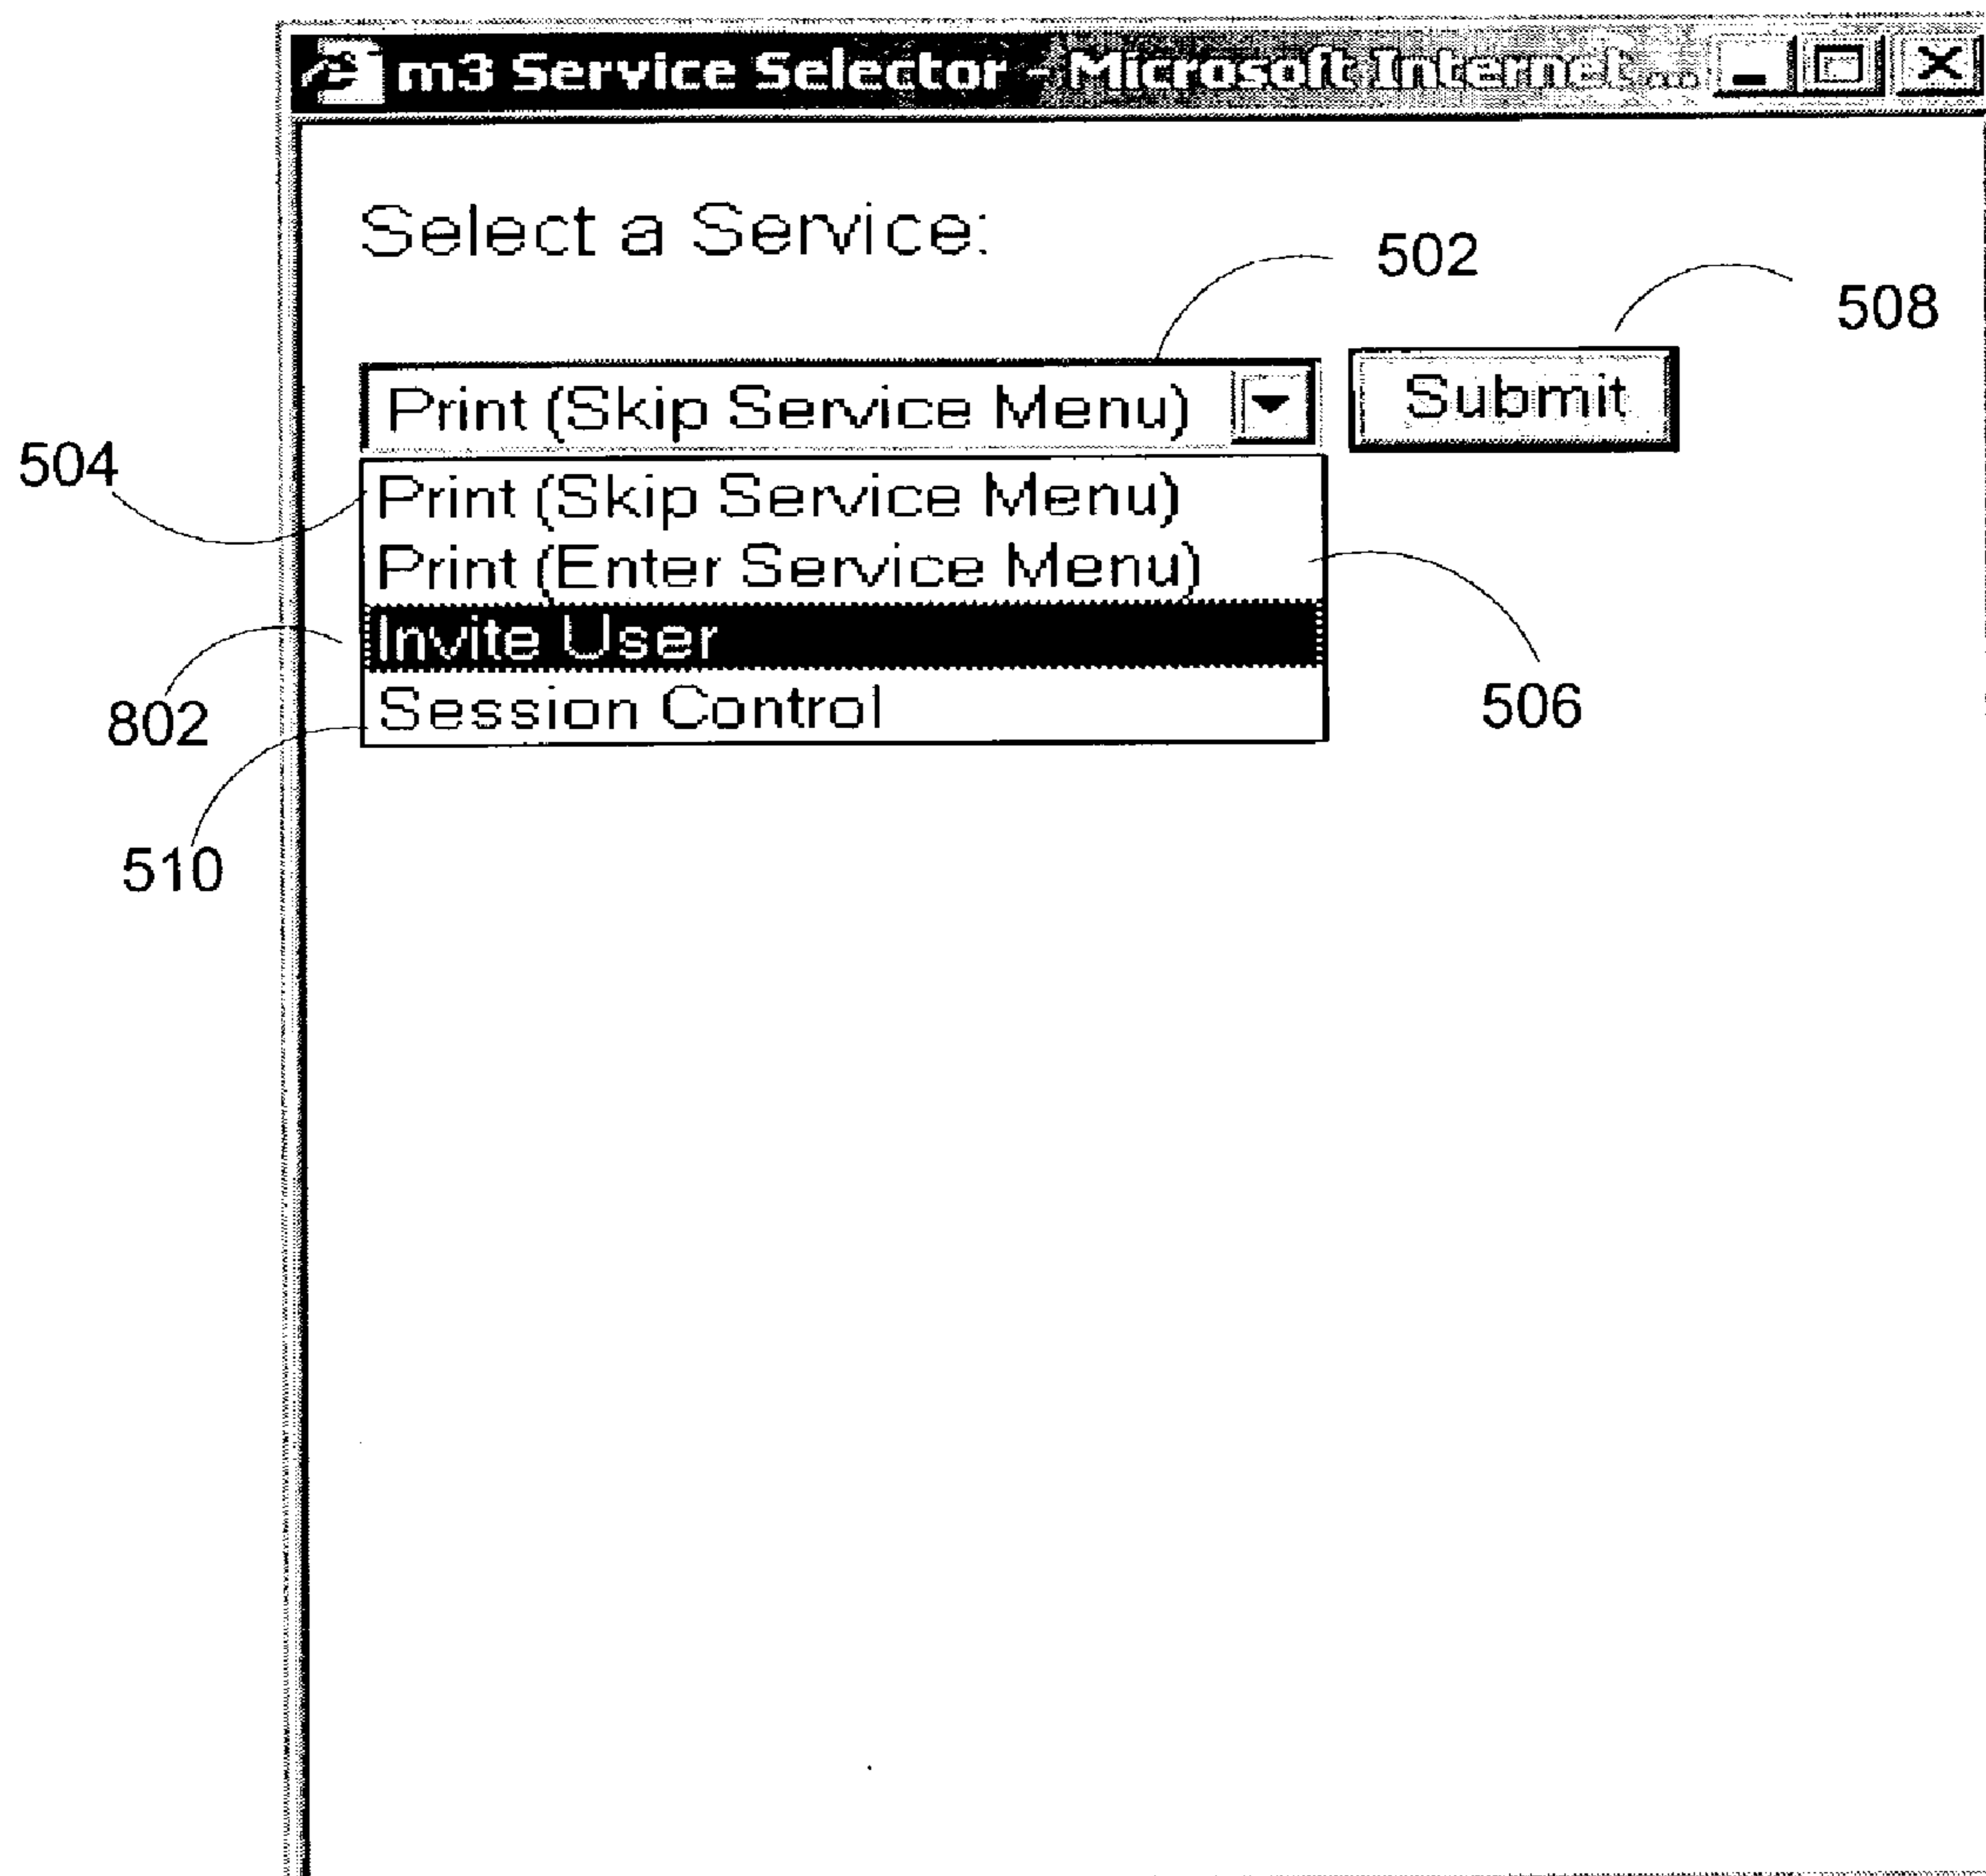 m3 Service Selector - Microsoft Internet ...
Select a Service:
502
508
Print (Skip Service Menu)
Submit
504
Print (Skip Service Menu)
Print (Enter Service Menu)
Invite User
802
Session Control
506
510